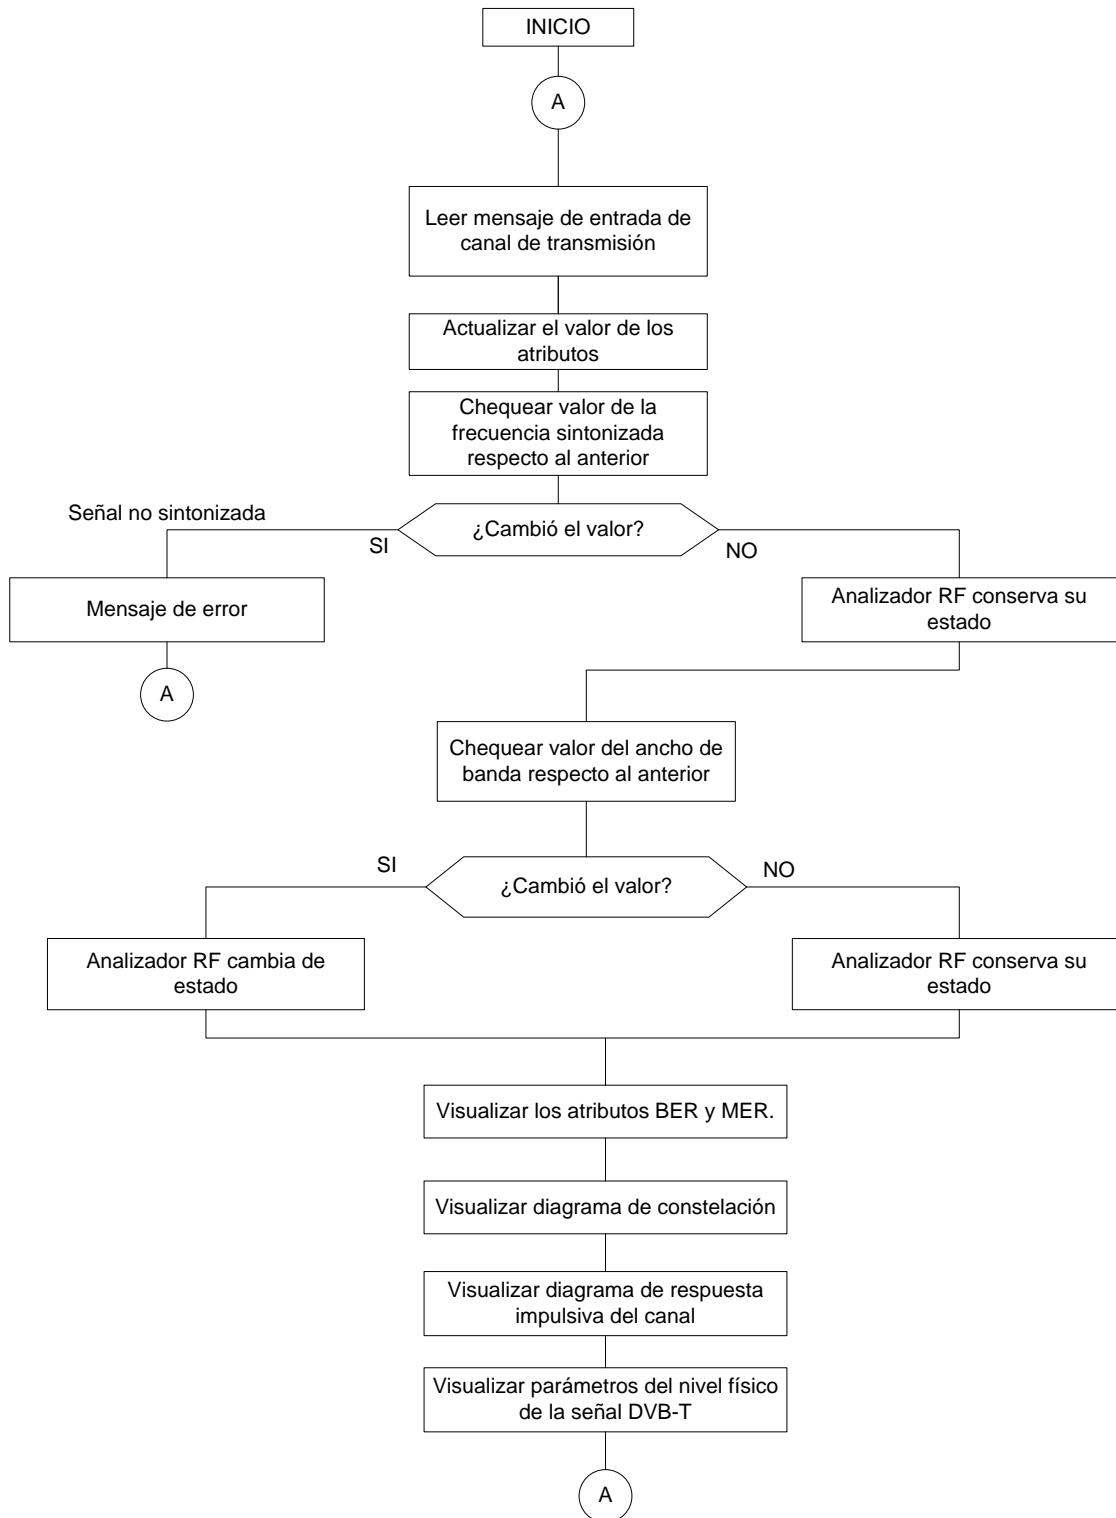 INICIO
A
Leer mensaje de entrada de
canal de transmisión
Actualizar el valor de los
atributos
Chequear valor de la
frecuencia sintonizada
respecto al anterior
Señal no sintonizada
¿Cambió el valor?
SI
NO
Mensaje de error
Analizador RF conserva su
estado
A
Chequear valor del ancho de
banda respecto al anterior
SI
¿Cambió el valor?
NO
Analizador RF cambia de
estado
Analizador RF conserva su
estado
Visualizar los atributos BER y MER.
Visualizar diagrama de constelación
Visualizar diagrama de respuesta
impulsiva del canal
Visualizar parámetros del nivel físico
de la señal DVB-T
A